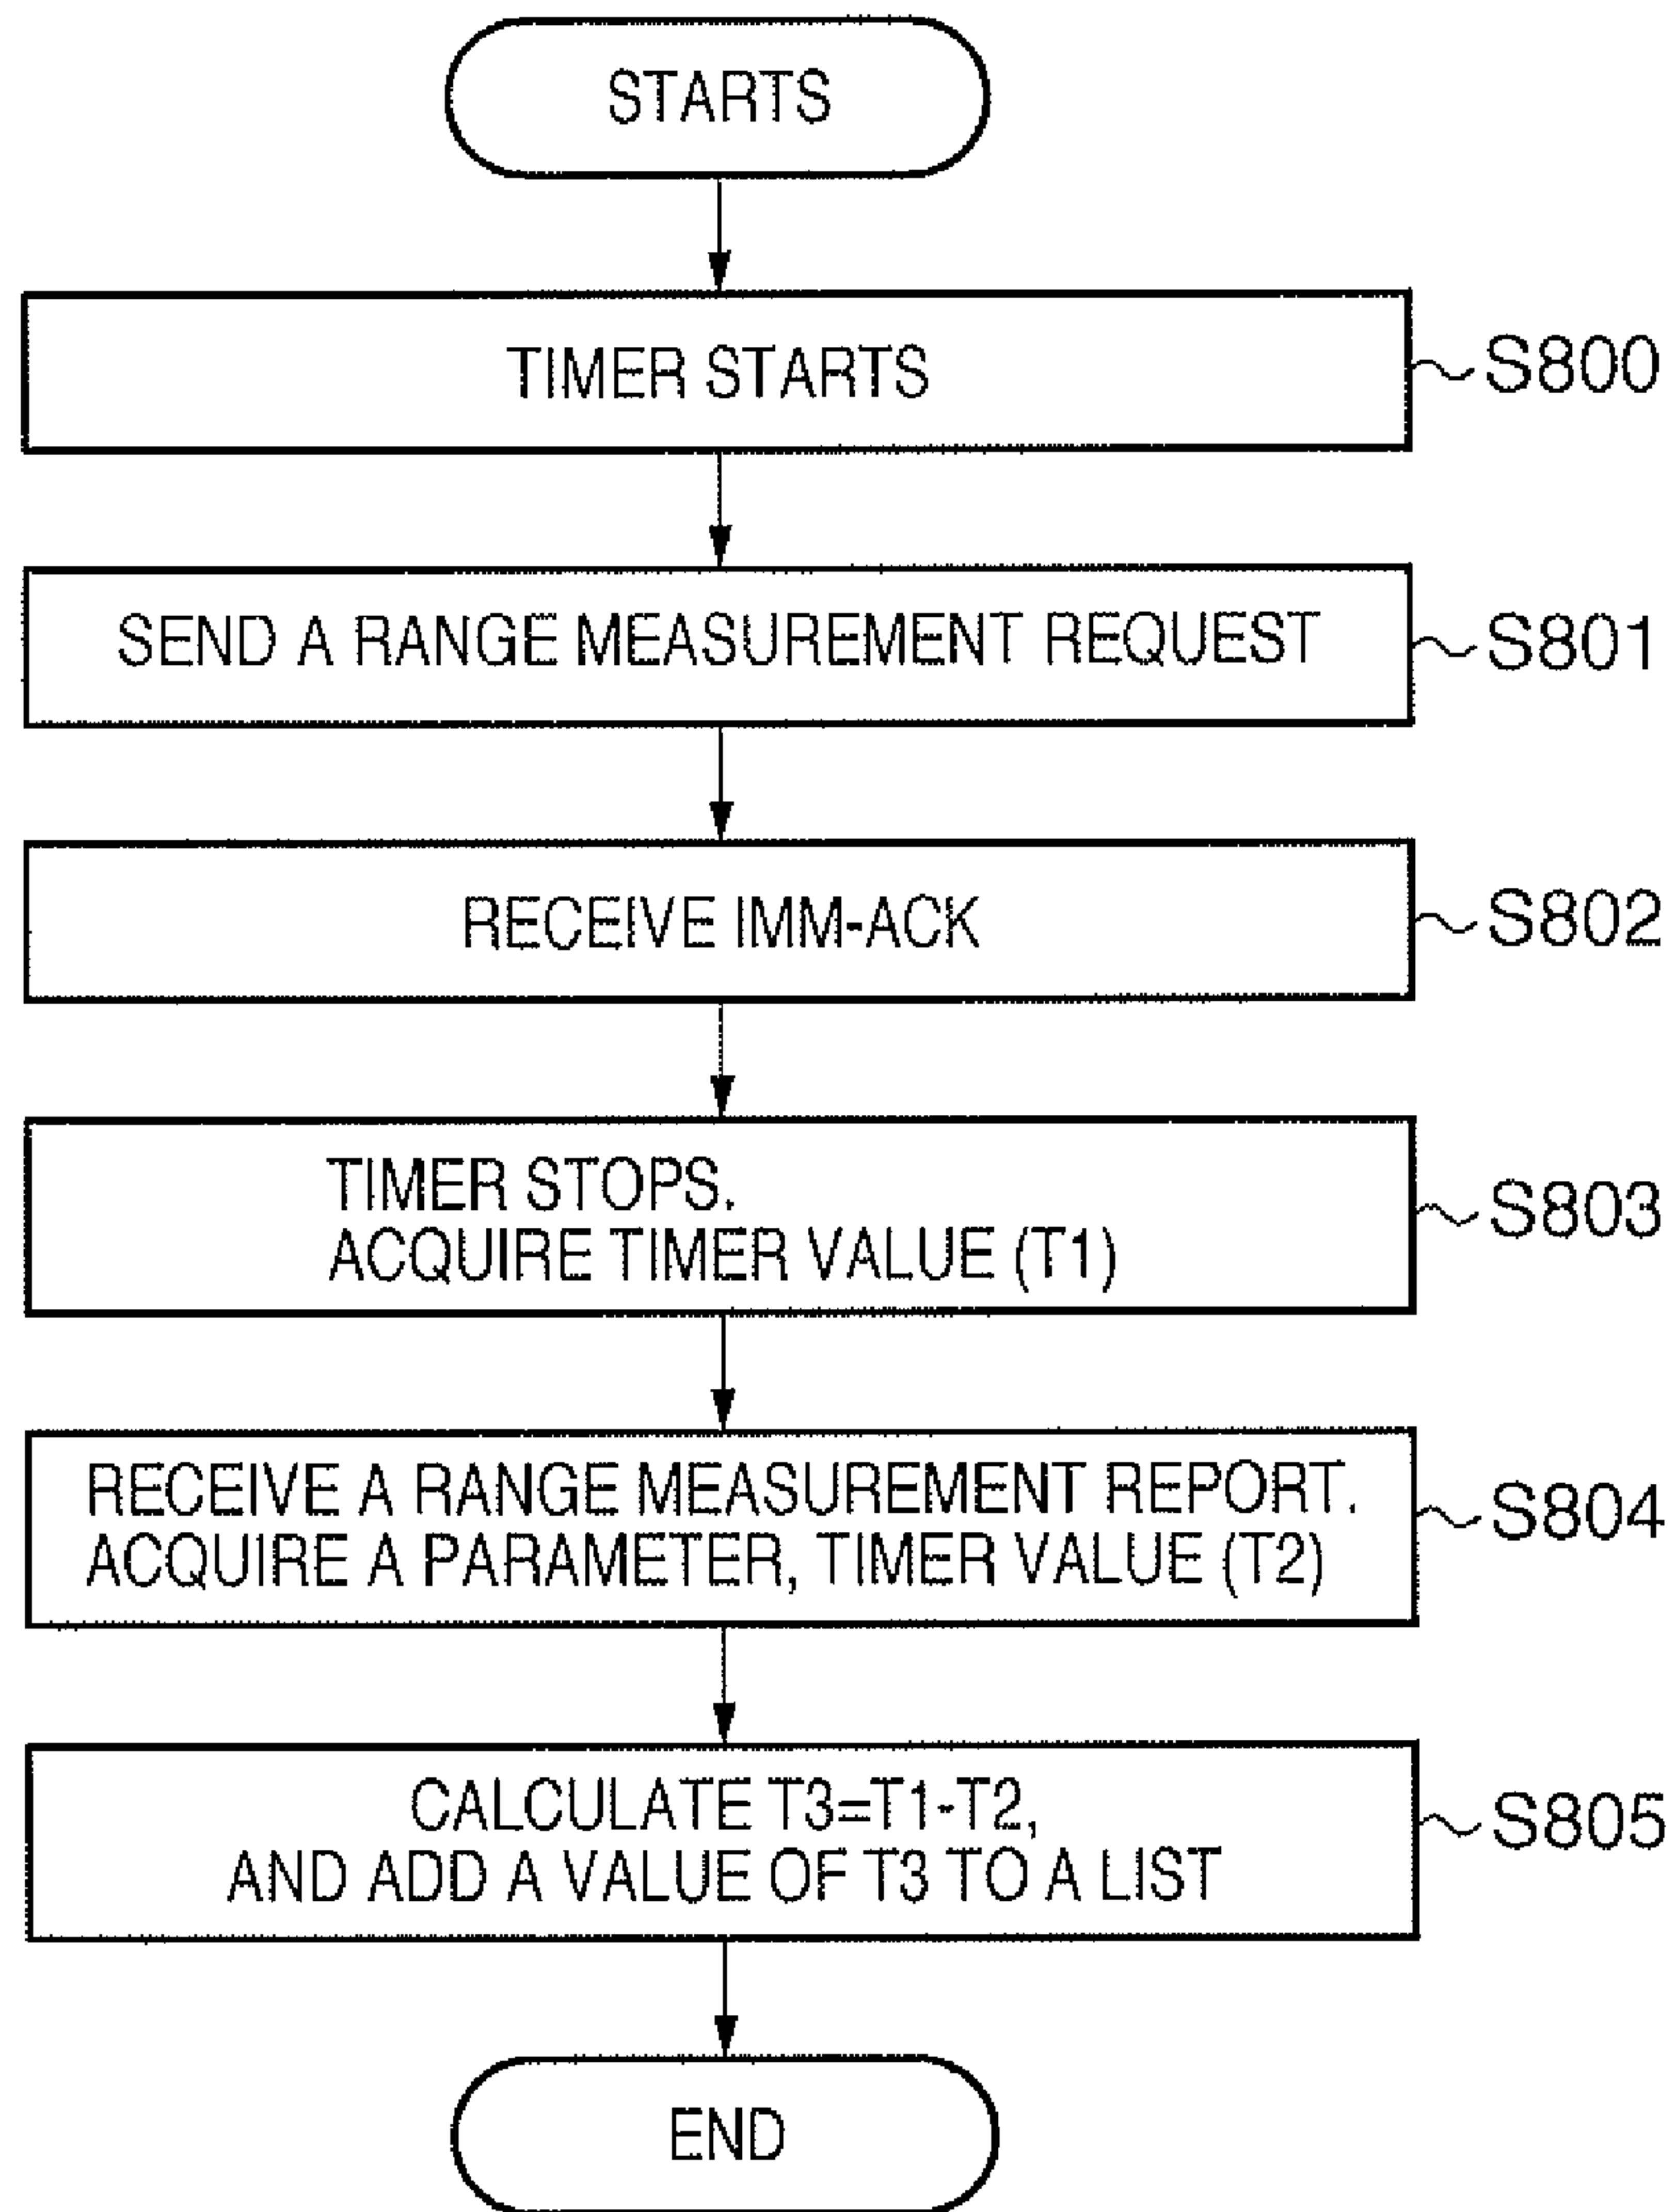 STARTS
TIMER STARTS
S800
SEND A RANGE MEASUREMENT REQUEST
S801
RECEIVE IMM-ACK
S802
TIMER STOPS.
ACQUIRE TIMER VALUE (T1)
S803
RECEIVE A RANGE MEASUREMENT REPORT.
ACQUIRE A PARAMETER, TIMER VALUE (T2)
S804
CALCULATE T3=T1-T2,
AND ADD A VALUE OF T3 TO A LIST
S805
END